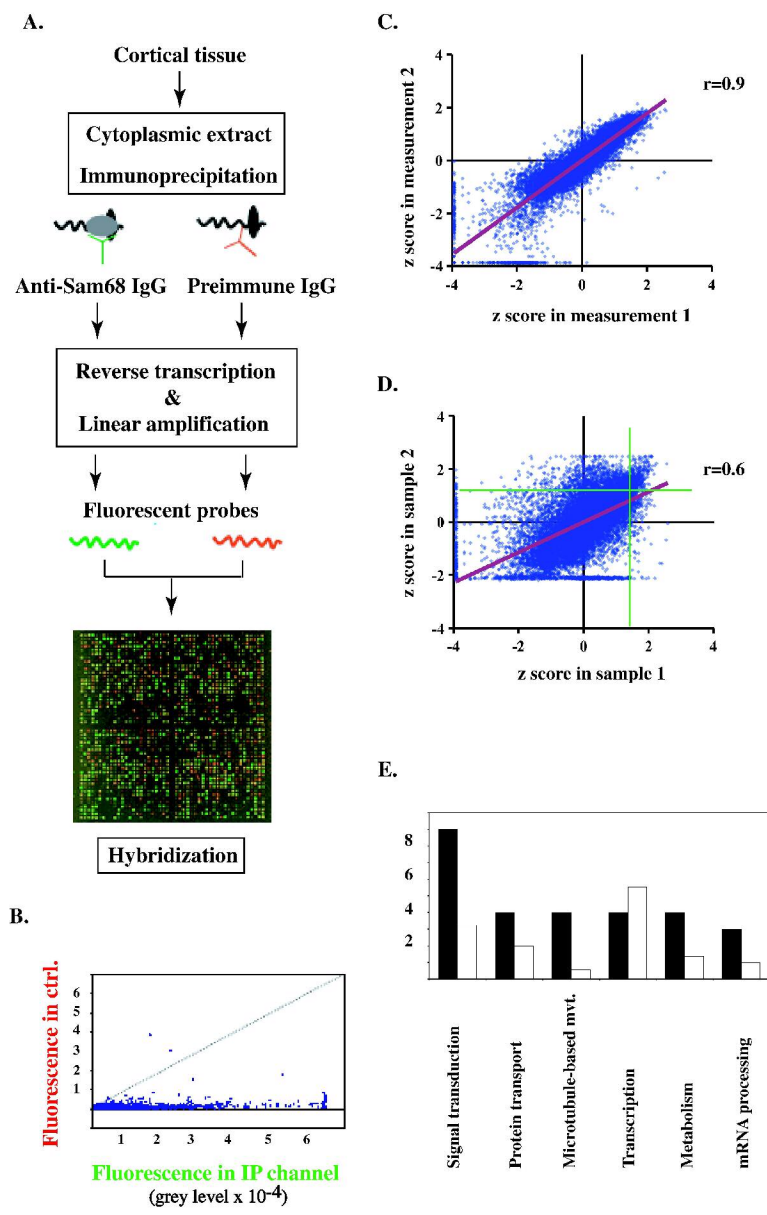 A.
Cortical tissue
Cytoplasmic extract
Immunoprecipitation
Anti-Sam68 IgG
Preimmune IgG
Reverse transcription
&
Linear amplification
Fluorescent probes
Hybridization
B.
Fluorescence in ctrl.
6
5
4
3
2
1
1 2 3 4 5 6
Fluorescence in IP channel
(grey level x 10-4)
C.
z score in measurement 2
4
2
0
-2
-4
-4 -2 0 2 4
r=0.9
z score in measurement 1
D.
z score in sample 2
4
2
0
-2
-4
-4 -2 0 2 4
r=0.6
z score in sample 1
E.
8
6
4
2
Signal transduction
Protein transport
Microtubule-based mvt.
Transcription
Metabolism
mRNA processing